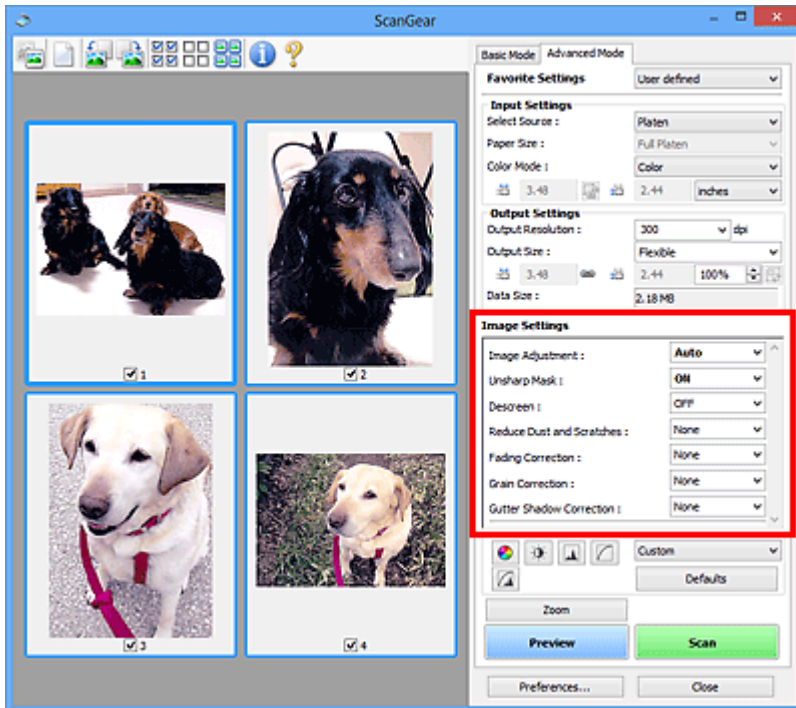 ScanGear
Basic Mode Advanced Mode
Favorite Settings User defined
Input Settings
Select Source : Platen
Paper Size : Full Platen
Color Mode : Color
3.48 2.44 inches
Output Settings
Output Resolution : 300 dpi
Output Size : Flexible
3.48 2.44 100%
Data Size : 2.18 MB
Image Settings
Image Adjustment : Auto
Unsharp Mask : ON
Descreen : OFF
Reduce Dust and Scratches : None
Fading Correction : None
Grain Correction : None
Gutter Shadow Correction : None
Custom
Defaults
Zoom
Preview Scan
Preferences... Close
1
2
3
4